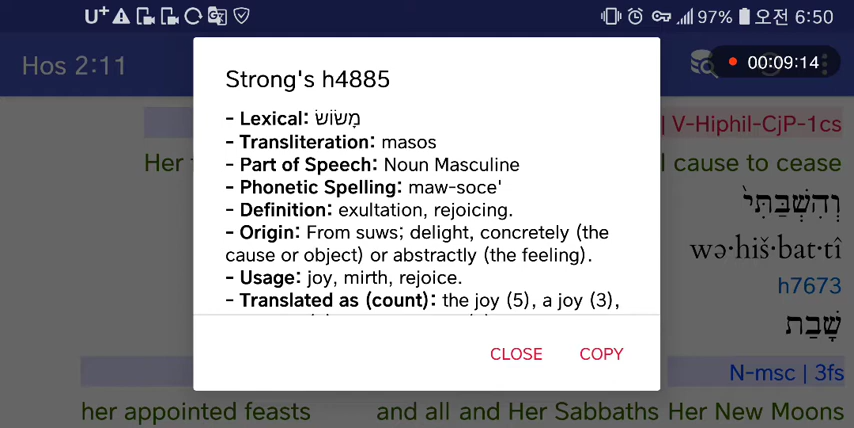 U+ 97% 오전 6:50
Hos 2:11
00:09:14
Strong's h4885
- Lexical: מָשׂוֹשׂ
- Transliteration: masos
- Part of Speech: Noun Masculine
- Phonetic Spelling: maw-soce'
- Definition: exultation, rejoicing.
- Origin: From suws; delight, concretely (the
cause or object) or abstractly (the feeling).
- Usage: joy, mirth, rejoice.
- Translated as (count): the joy (5), a joy (3),
CLOSE COPY
| V-Hiphil-CjP-1cs
Her
cause to cease
וְהִ֨שְׁבַּתִּי֙
wə·hiš·bat·tî
h7673
שָׁבַת
N-msc | 3fs
her appointed feasts and all and Her Sabbaths Her New Moons